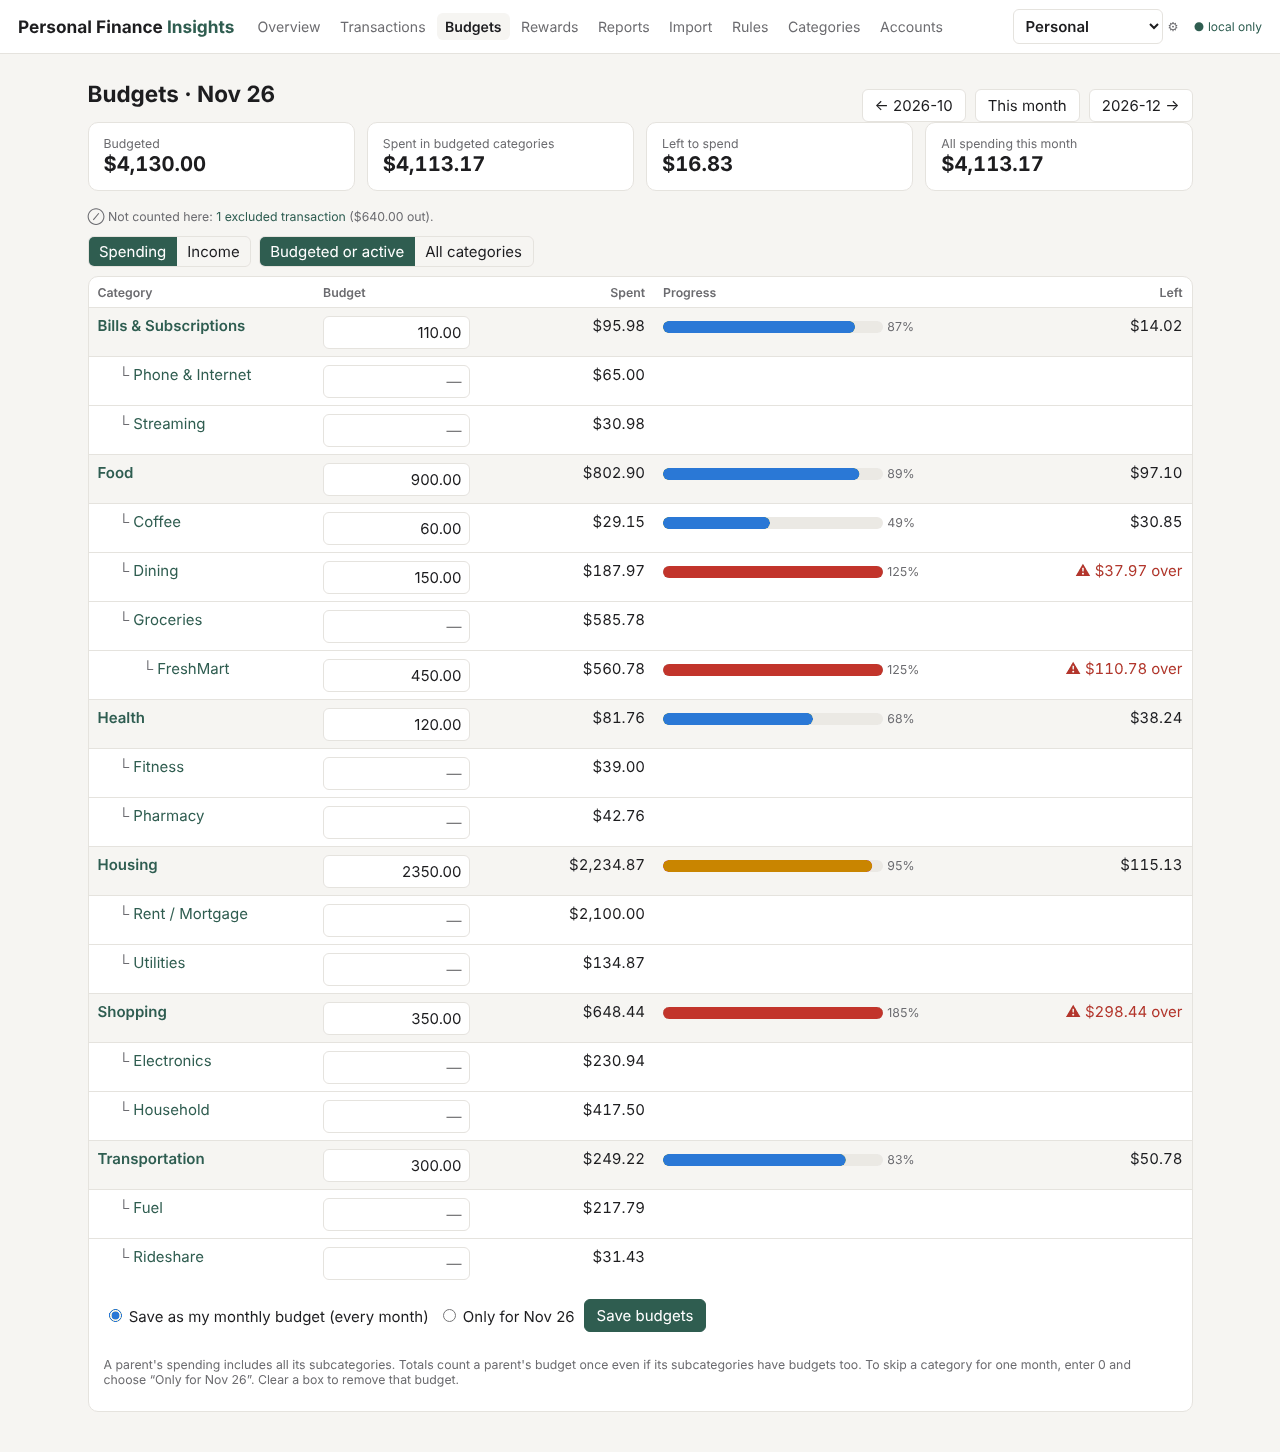 Personal Finance Insights Overview Transactions Budgets Rewards Reports Import Rules Categories Accounts Personal ⚙ ● local only
Budgets · Nov 26
← 2026-10 This month 2026-12 →
Budgeted Spent in budgeted categories Left to spend All spending this month
$4,130.00 $4,113.17 $16.83 $4,113.17
Not counted here: 1 excluded transaction ($640.00 out).
Spending Income Budgeted or active All categories
Category Budget Spent Progress Left
Bills & Subscriptions 110.00 $95.98 87% $14.02
└ Phone & Internet — $65.00
└ Streaming — $30.98
Food 900.00 $802.90 89% $97.10
└ Coffee 60.00 $29.15 49% $30.85
└ Dining 150.00 $187.97 125% ⚠ $37.97 over
└ Groceries — $585.78
└ FreshMart 450.00 $560.78 125% ⚠ $110.78 over
Health 120.00 $81.76 68% $38.24
└ Fitness — $39.00
└ Pharmacy — $42.76
Housing 2350.00 $2,234.87 95% $115.13
└ Rent / Mortgage — $2,100.00
└ Utilities — $134.87
Shopping 350.00 $648.44 185% ⚠ $298.44 over
└ Electronics — $230.94
└ Household — $417.50
Transportation 300.00 $249.22 83% $50.78
└ Fuel — $217.79
└ Rideshare — $31.43
Save as my monthly budget (every month) Only for Nov 26 Save budgets
A parent's spending includes all its subcategories. Totals count a parent's budget once even if its subcategories have budgets too. To skip a category for one month, enter 0 and
choose “Only for Nov 26”. Clear a box to remove that budget.